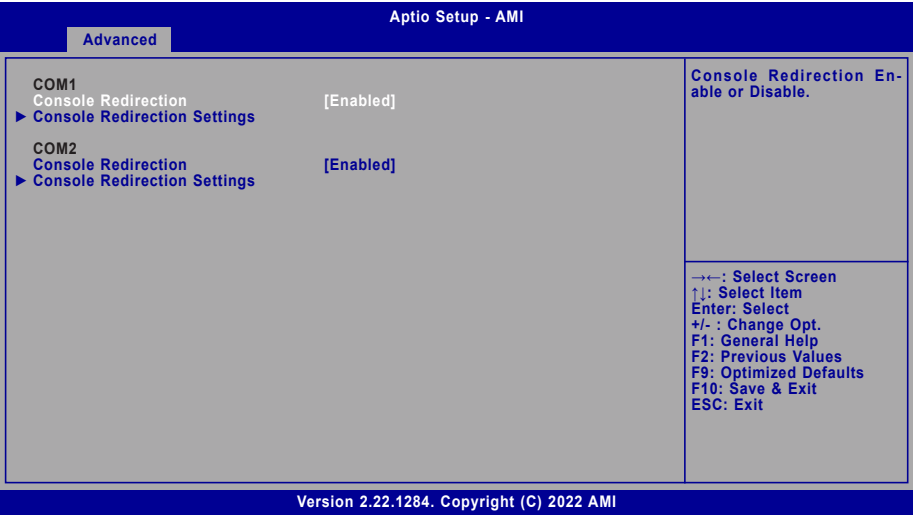 Aptio Setup - AMI
Advanced
COM1
Console Redirection [Enabled]
► Console Redirection Settings
COM2
Console Redirection [Enabled]
► Console Redirection Settings
Console Redirection En-
able or Disable.
→←: Select Screen
↑↓: Select Item
Enter: Select
+/- : Change Opt.
F1: General Help
F2: Previous Values
F9: Optimized Defaults
F10: Save & Exit
ESC: Exit
Version 2.22.1284. Copyright (C) 2022 AMI